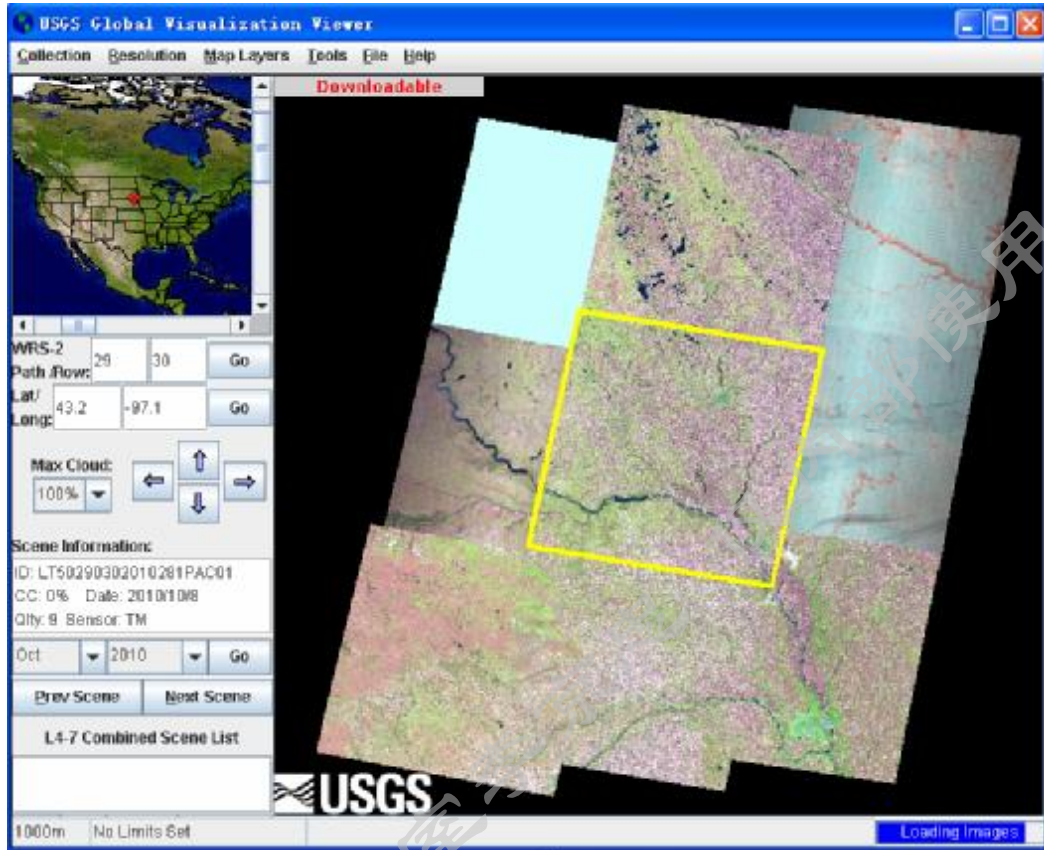 USGS Global Visualization Viewer
Collection Resolution Map Layers Tools File Help
Downloadable
WRS-2
Path /Row: 29 30 Go
Lat/
Long: 43.2 -97.1 Go
Max Cloud:
100%
Scene Information:
ID: LT50290302010281PAC01
CC: 0% Date: 2010/10/8
Qlty: 9 Sensor: TM
Oct 2010 Go
Prev Scene Next Scene
L4-7 Combined Scene List
USGS
1000m No Limits Set Loading Images
使用